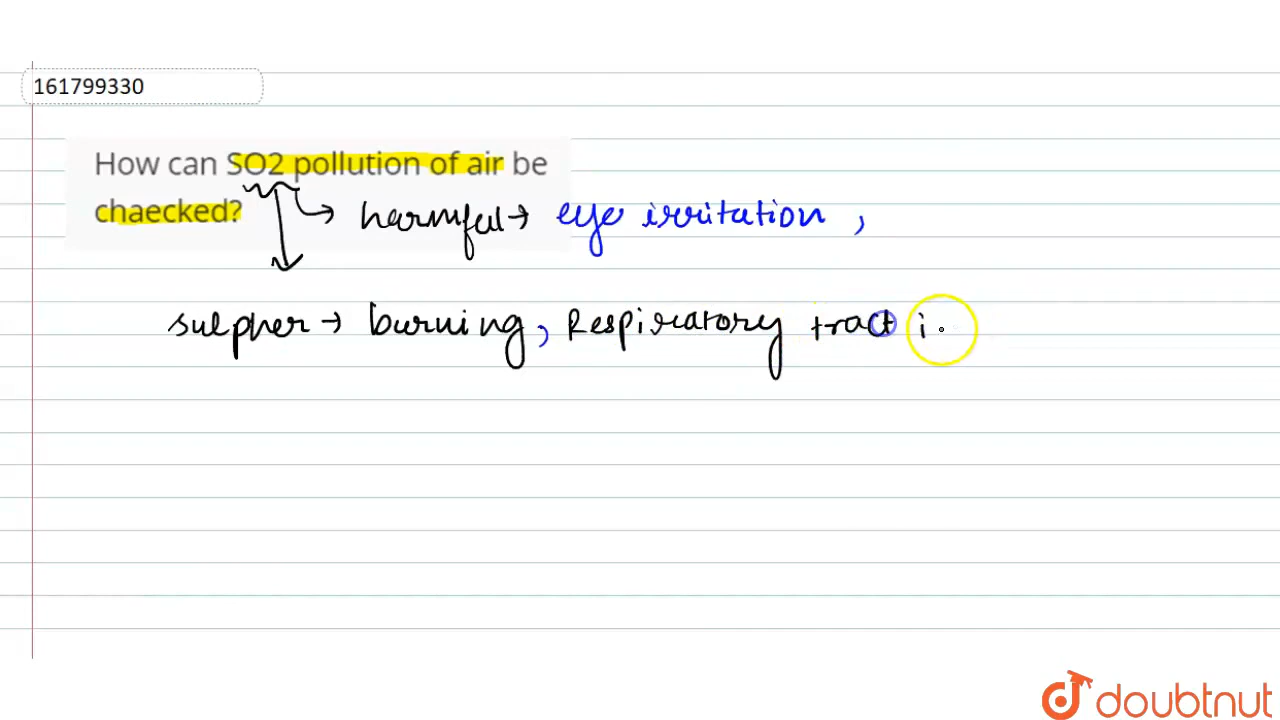 161799330
How can SO2 pollution of air be
chaecked?
harmful → eye irritation ,
sulpher → burning , Respiratory tract i
doubtnut